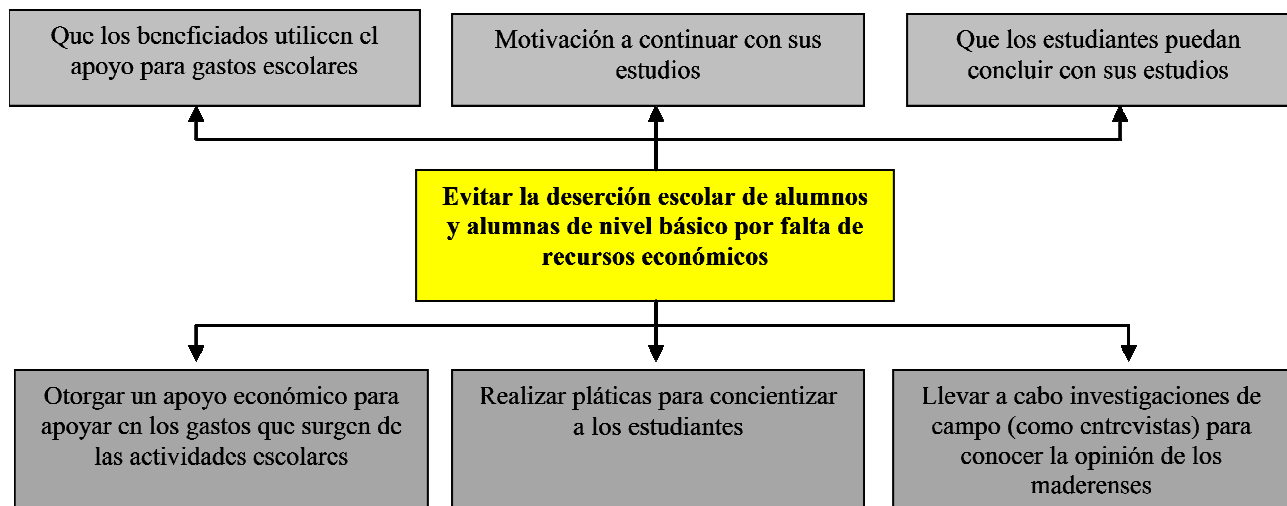 Que los beneficiados utilicen el
apoyo para gastos escolares
Motivación a continuar con sus
estudios
Que los estudiantes puedan
concluir con sus estudios
Evitar la deserción escolar de alumnos
y alumnas de nivel básico por falta de
recursos económicos
Otorgar un apoyo económico para
apoyar en los gastos que surgen de
las actividades escolares
Realizar pláticas para concientizar
a los estudiantes
Llevar a cabo investigaciones de
campo (como entrevistas) para
conocer la opinión de los
maderenses